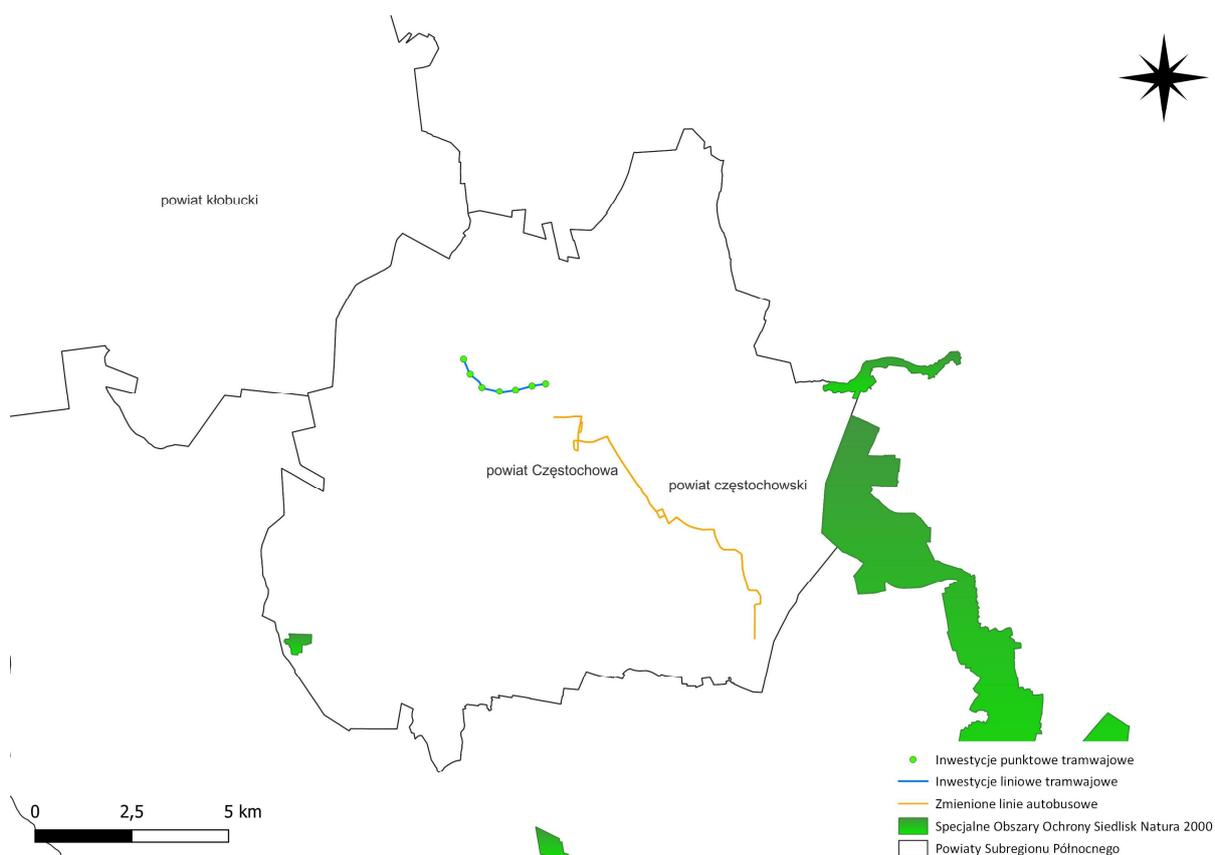 powiat kłobucki
powiat Częstochowa
powiat częstochowski
0 2,5 5 km
Inwestycje punktowe tramwajowe
Inwestycje liniowe tramwajowe
Zmienione linie autobusowe
Specjalne Obszary Ochrony Siedlisk Natura 2000
Powiaty Subregionu Północnego